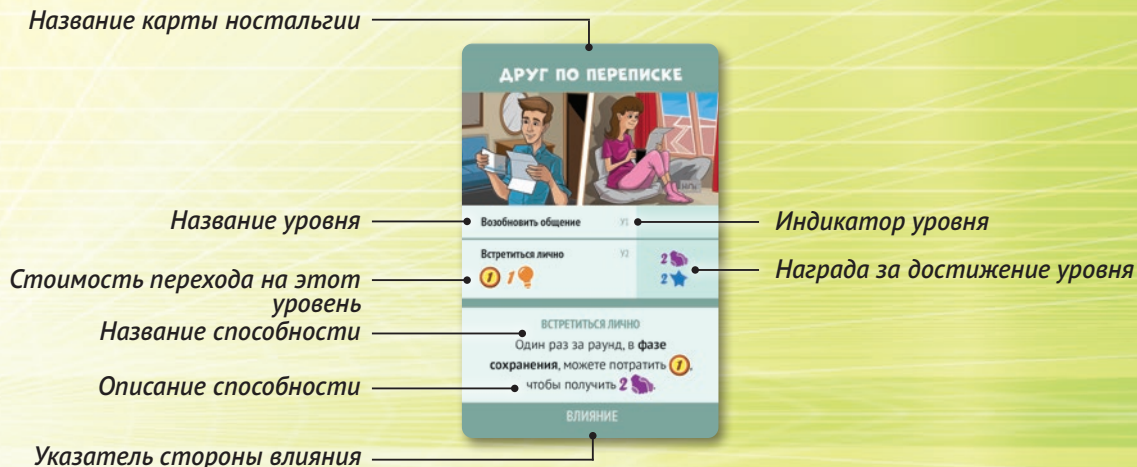 Название карты ностальгии
ДРУГ ПО ПЕРЕПИСКЕ
Название уровня
Возобновить общение У1
Индикатор уровня
Встретиться лично У2
2
1 1
2
Награда за достижение уровня
Стоимость перехода на этот
уровень
Название способности
ВСТРЕТИТЬСЯ ЛИЧНО
Один раз за раунд, в фазе
сохранения, можете потратить 1,
чтобы получить 2.
Описание способности
ВЛИЯНИЕ
Указатель стороны влияния